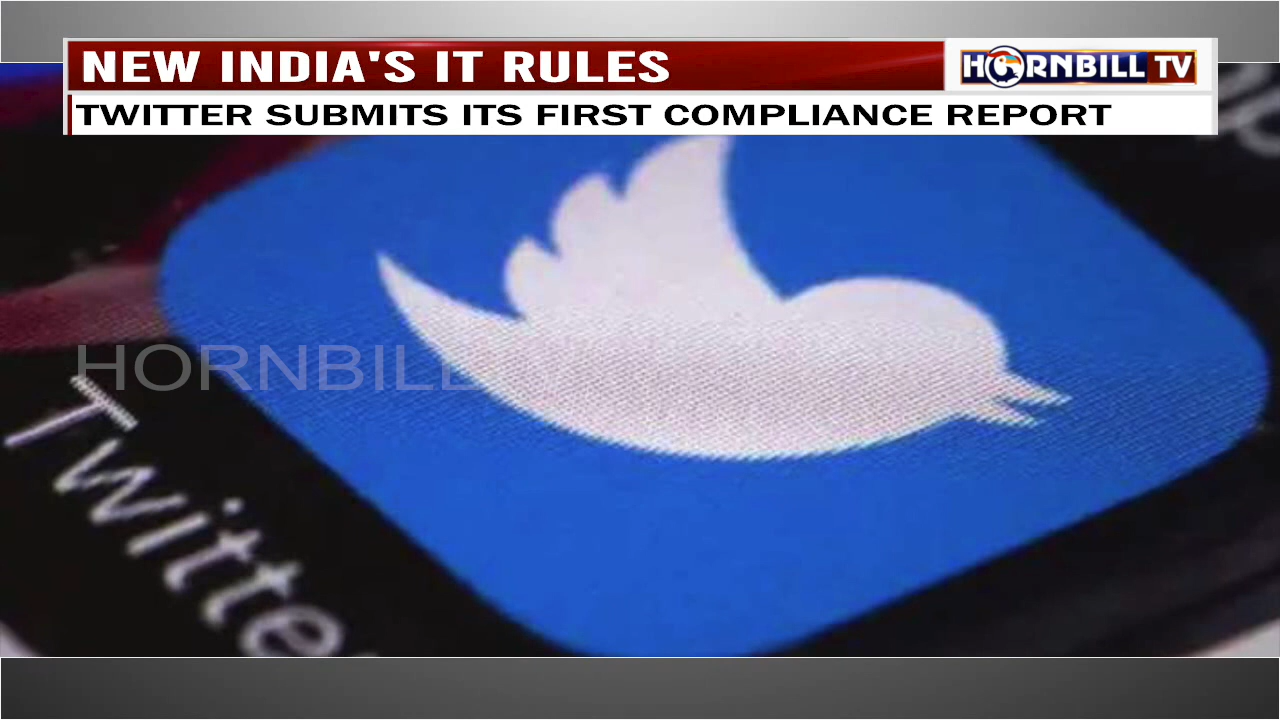 NEW INDIA'S IT RULES
HORNBILL TV
TWITTER SUBMITS ITS FIRST COMPLIANCE REPORT
HORNBILL
Twitte